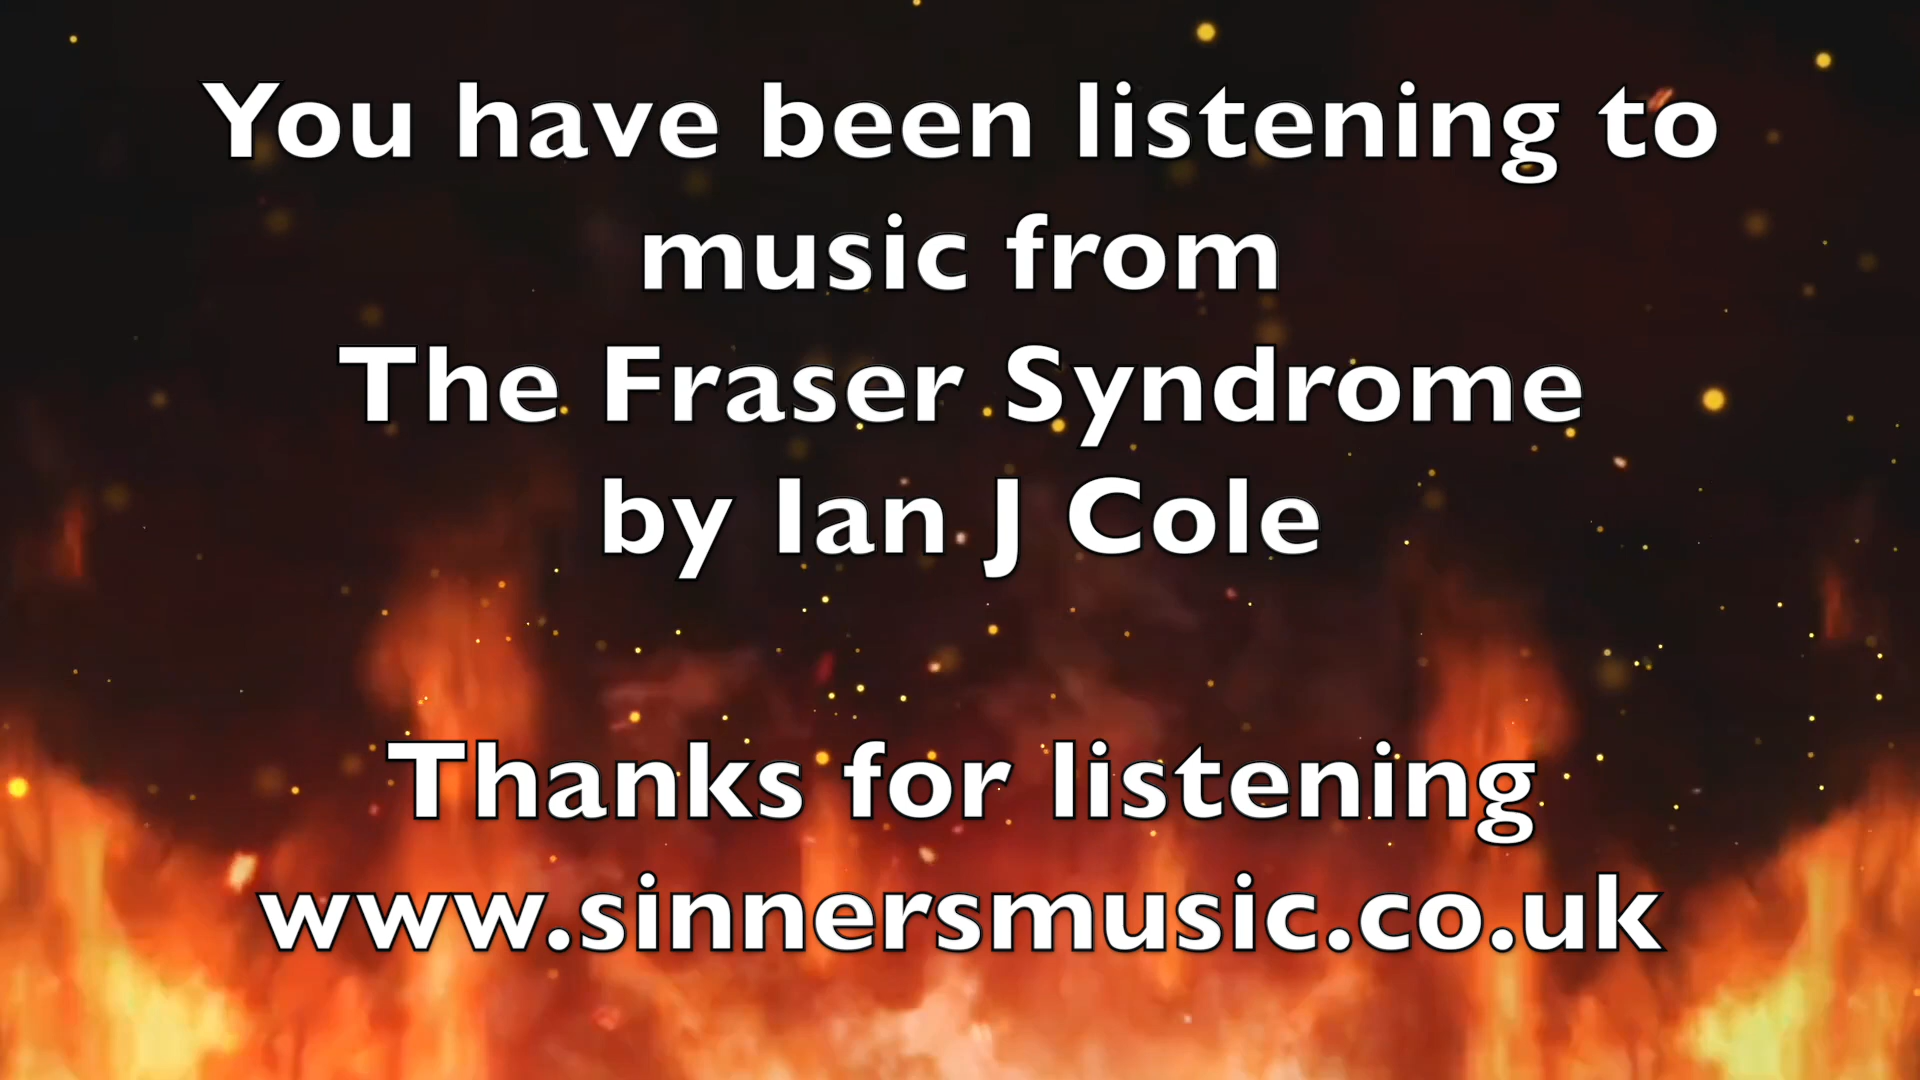 You have been listening to
music from
The Fraser Syndrome
by Ian J Cole
Thanks for listening
www.sinnersmusic.co.uk